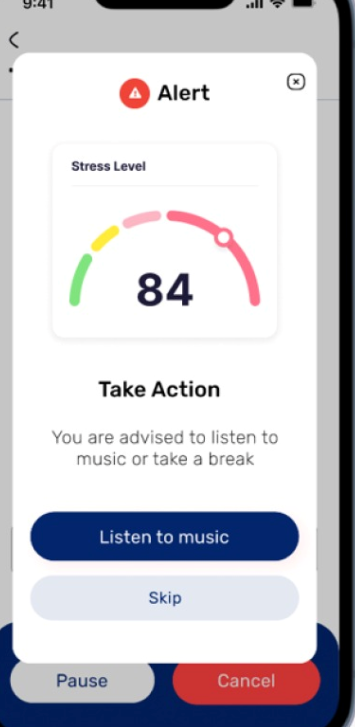 9:41
Alert
Stress Level
84
Take Action
You are advised to listen to
music or take a break
Listen to music
Skip
Pause
Cancel